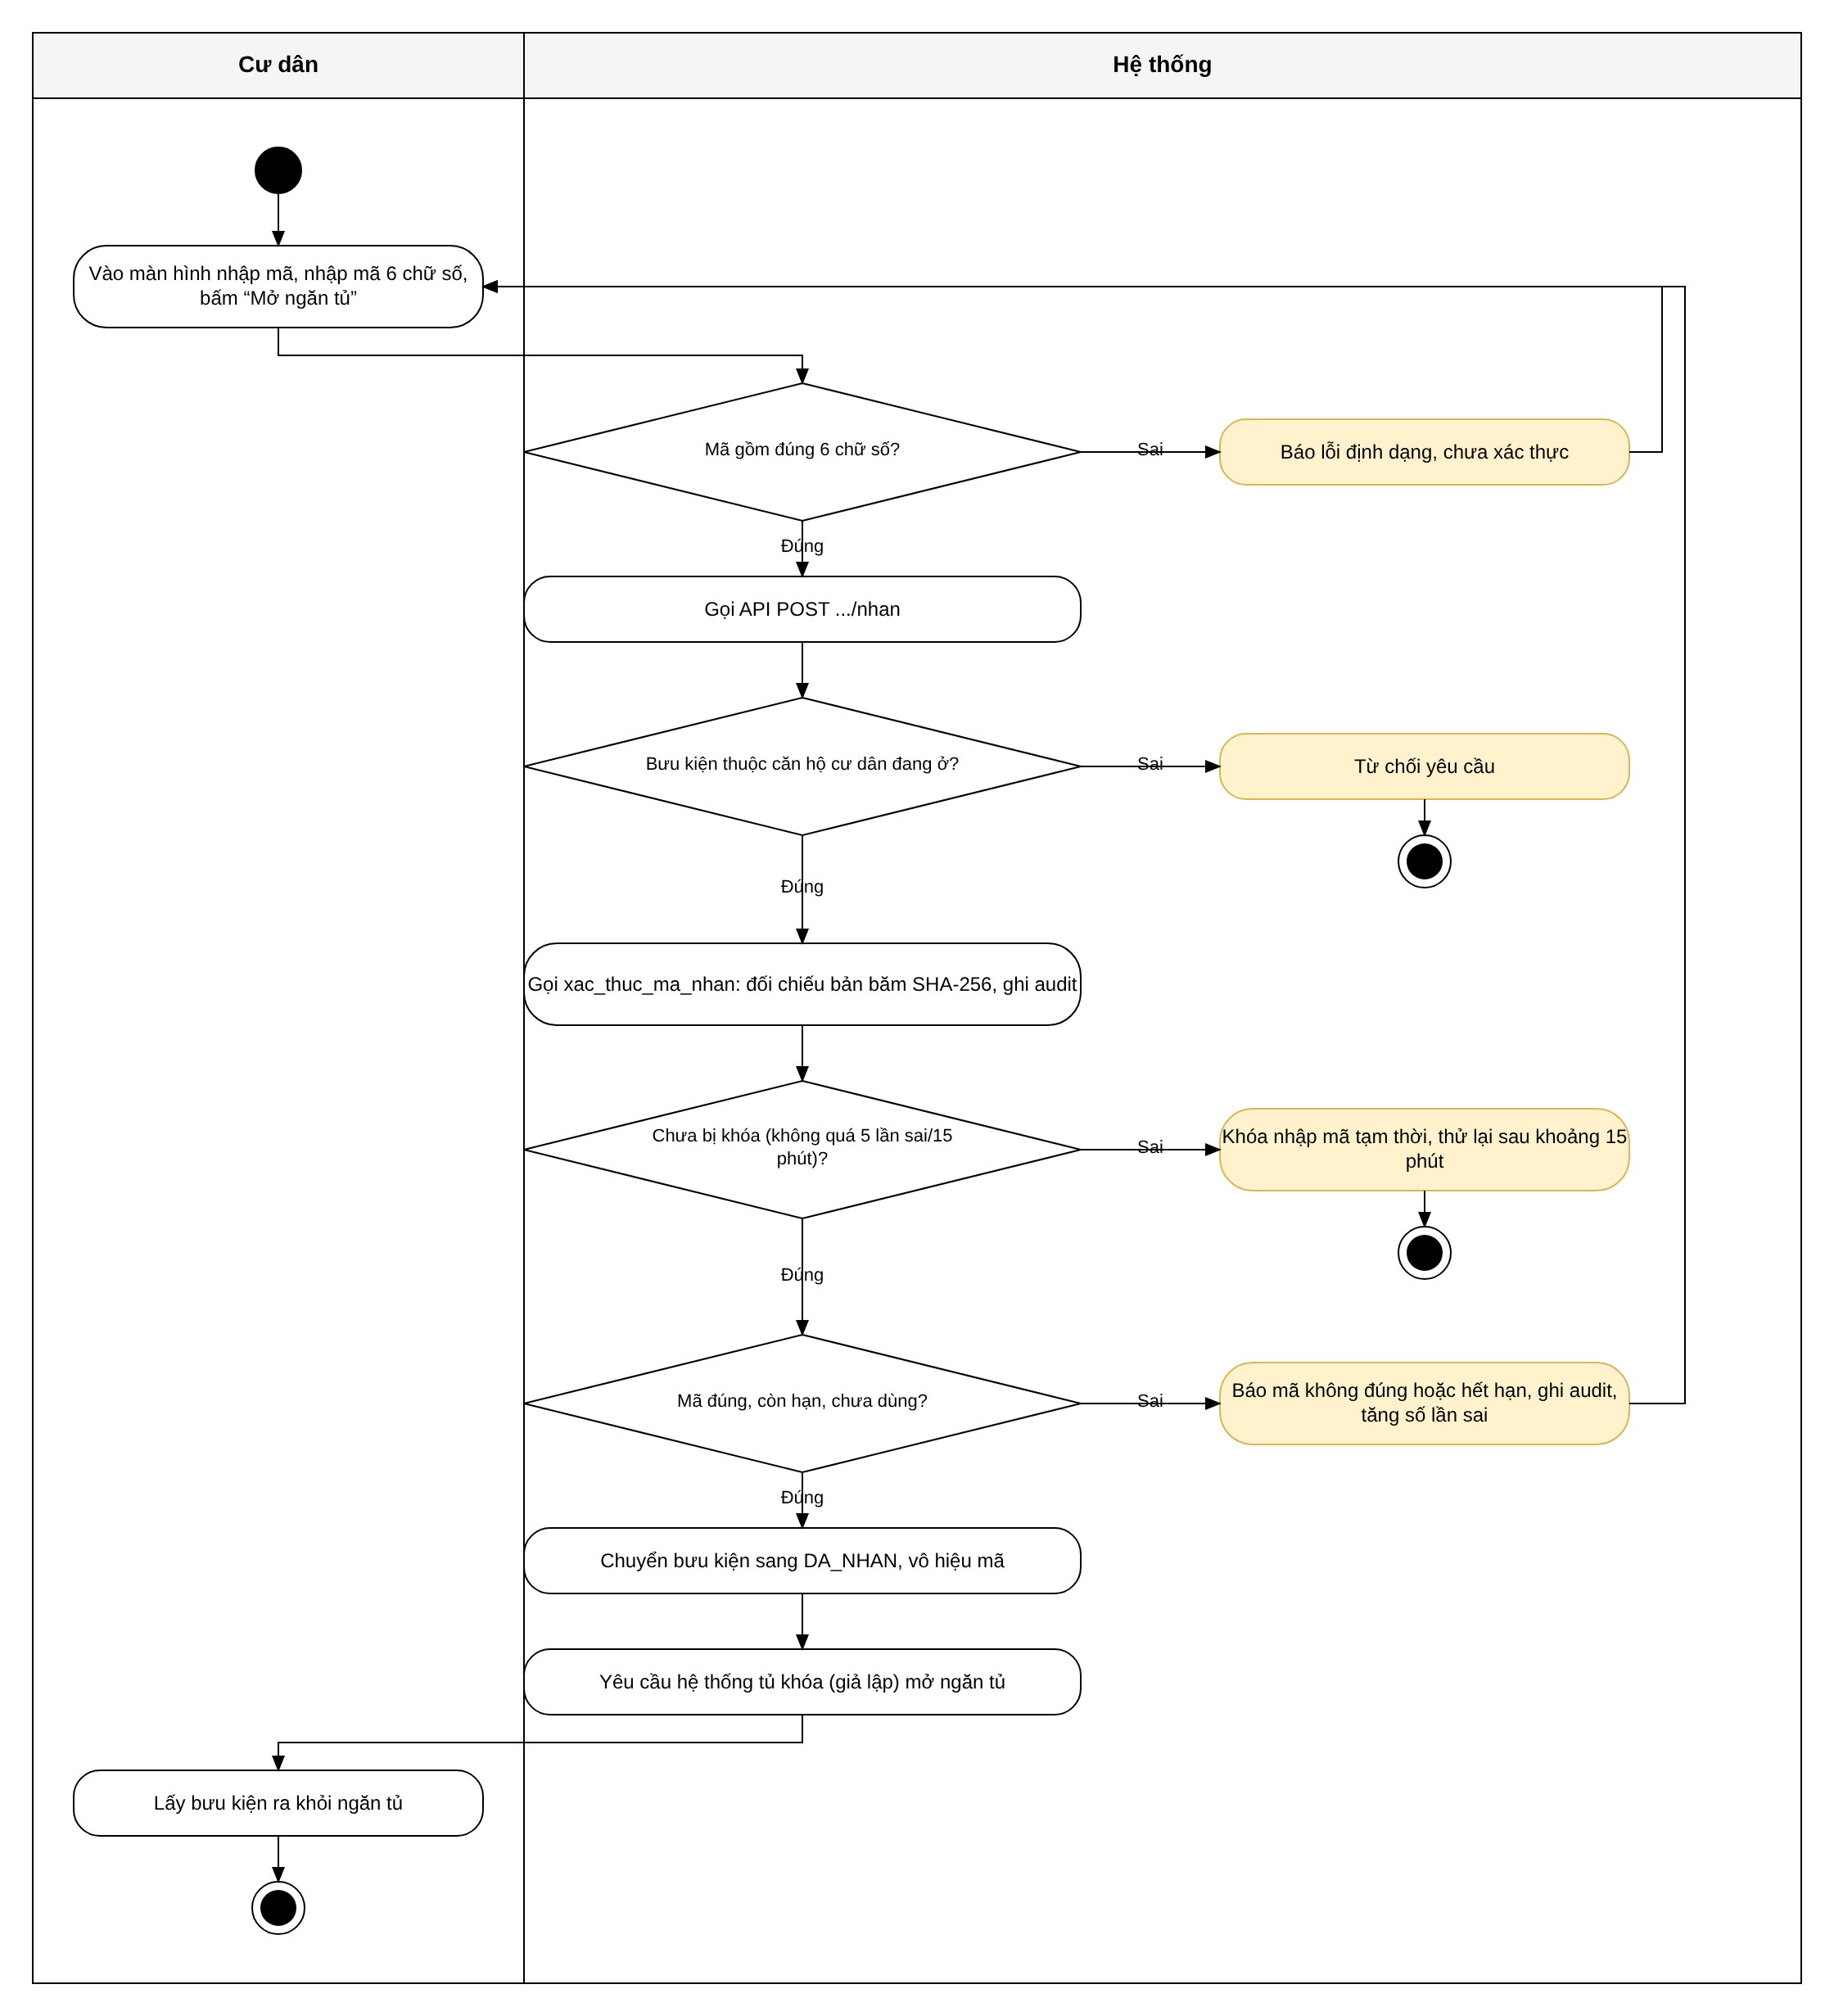 Cư dân
Hệ thống
Vào màn hình nhập mã, nhập mã 6 chữ số,
bấm “Mở ngăn tủ”
Mã gồm đúng 6 chữ số?
Sai
Báo lỗi định dạng, chưa xác thực
Đúng
Gọi API POST .../nhan
Bưu kiện thuộc căn hộ cư dân đang ở?
Sai
Từ chối yêu cầu
Đúng
Gọi xac_thuc_ma_nhan: đối chiếu bản băm SHA-256, ghi audit
Chưa bị khóa (không quá 5 lần sai/15
phút)?
Sai
Khóa nhập mã tạm thời, thử lại sau khoảng 15
phút
Đúng
Mã đúng, còn hạn, chưa dùng?
Sai
Báo mã không đúng hoặc hết hạn, ghi audit,
tăng số lần sai
Đúng
Chuyển bưu kiện sang DA_NHAN, vô hiệu mã
Yêu cầu hệ thống tủ khóa (giả lập) mở ngăn tủ
Lấy bưu kiện ra khỏi ngăn tủ